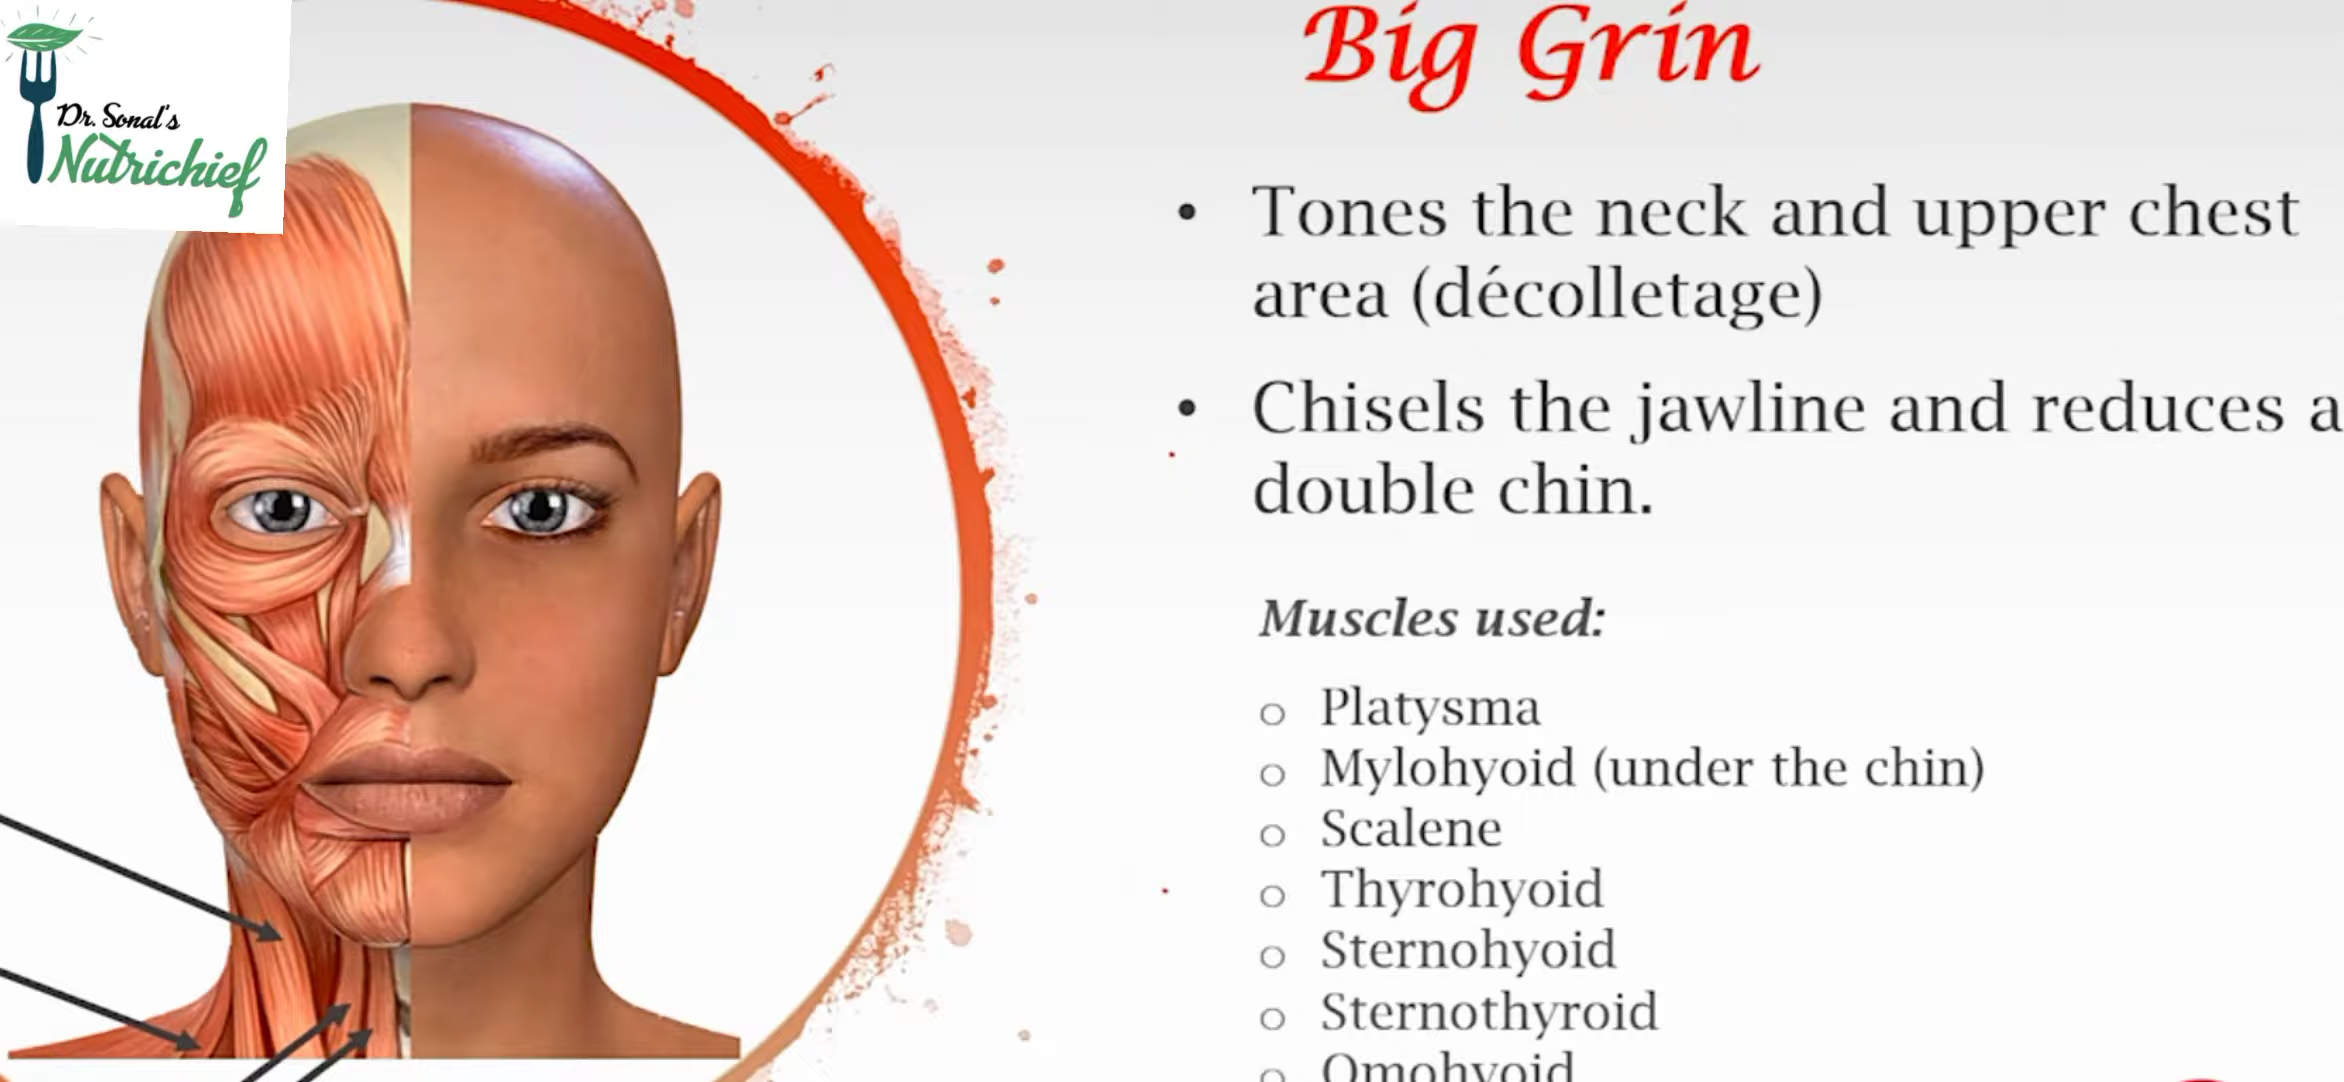 Dr. Sonal's
Nutrichief
Big Grin
• Tones the neck and upper chest
area (décolletage)
• Chisels the jawline and reduces a
double chin.
Muscles used:
o Platysma
o Mylohyoid (under the chin)
o Scalene
o Thyrohyoid
o Sternohyoid
o Sternothyroid
o Omohyoid